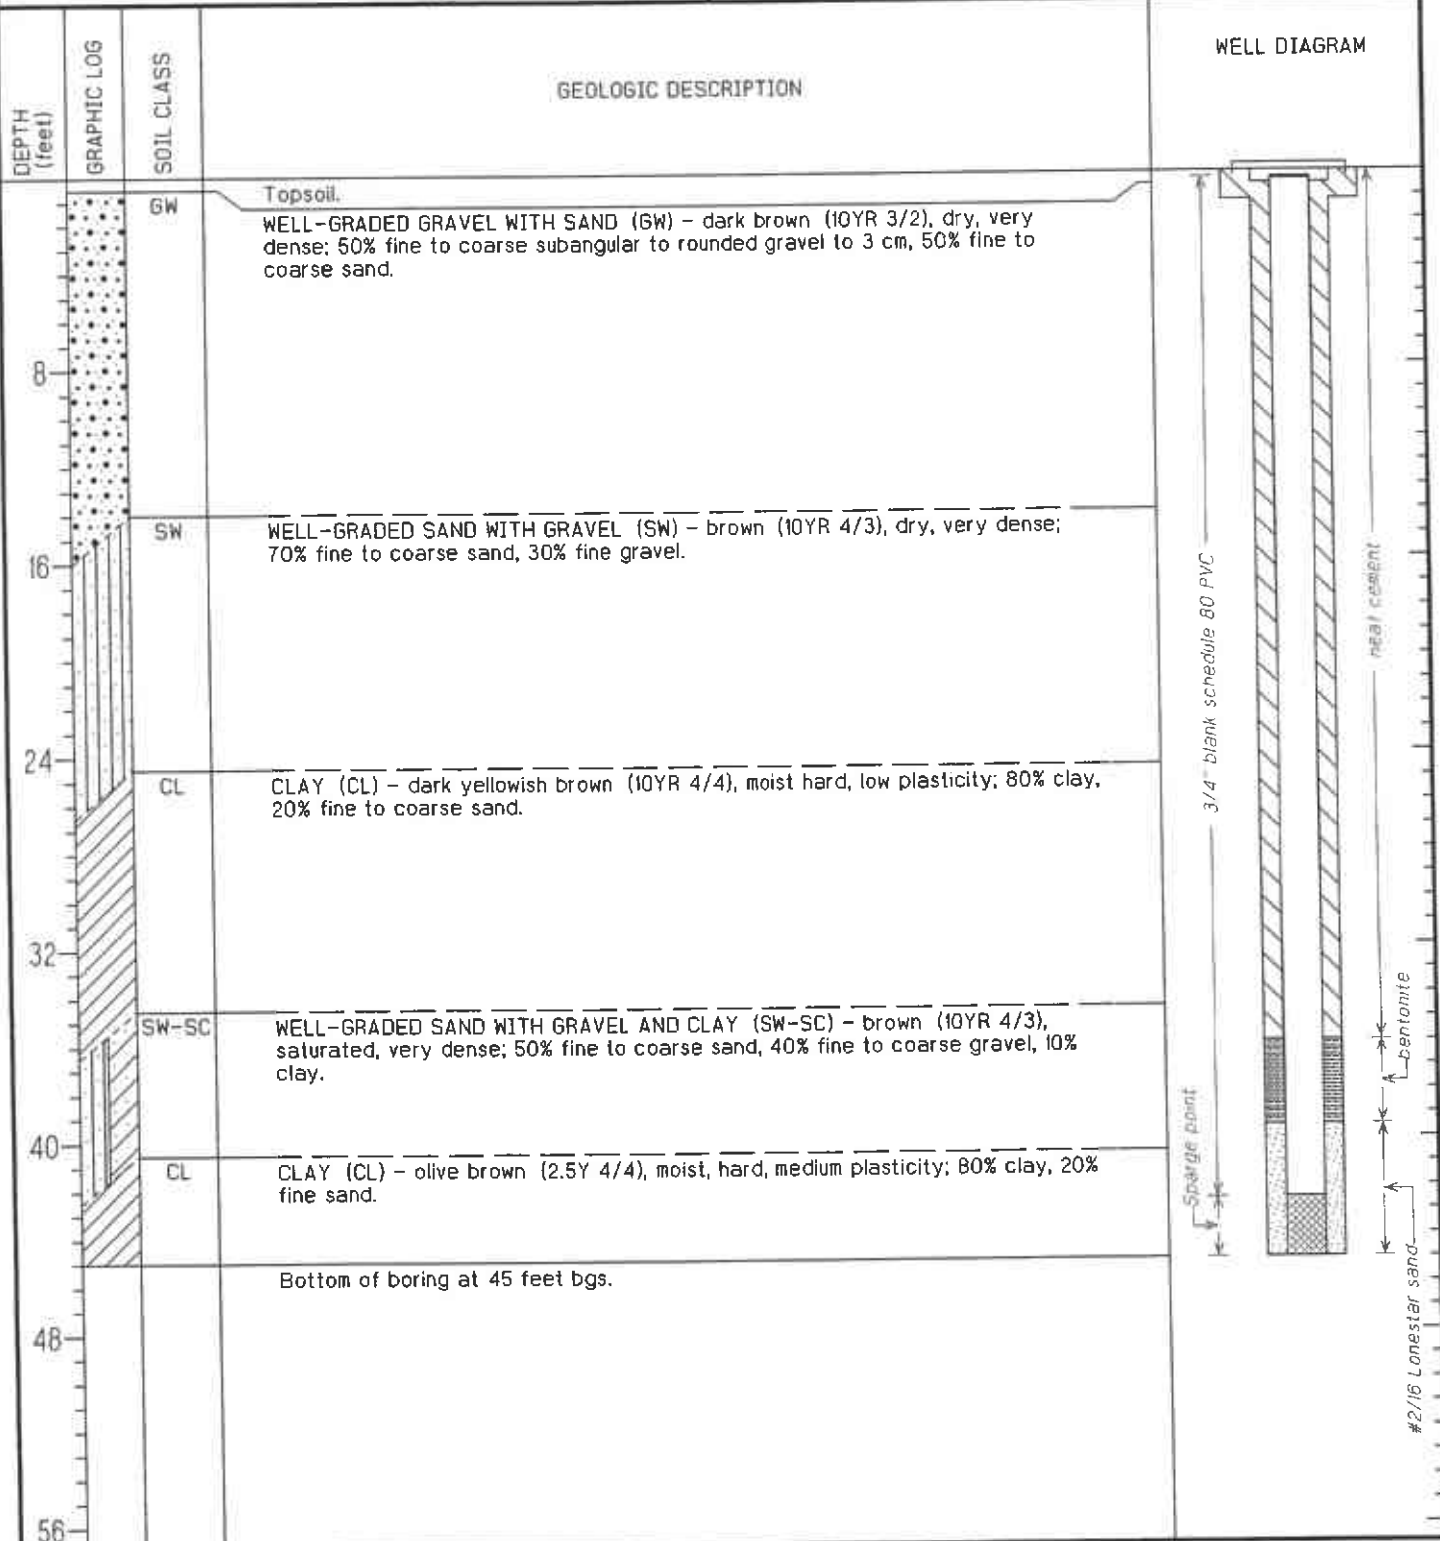 DEPTH
(feet)
GRAPHIC LOG
SOIL CLASS
GEOLOGIC DESCRIPTION
WELL DIAGRAM
Topsoil.
GW
WELL-GRADED GRAVEL WITH SAND (GW) - dark brown (10YR 3/2), dry, very
dense; 50% fine to coarse subangular to rounded gravel to 3 cm, 50% fine to
coarse sand.
8
SW
WELL-GRADED SAND WITH GRAVEL (SW) - brown (10YR 4/3), dry, very dense;
70% fine to coarse sand, 30% fine gravel.
16
24
CL
CLAY (CL) - dark yellowish brown (10YR 4/4), moist hard, low plasticity; 80% clay,
20% fine to coarse sand.
32
SW-SC
WELL-GRADED SAND WITH GRAVEL AND CLAY (SW-SC) - brown (10YR 4/3),
saturated, very dense; 50% fine to coarse sand, 40% fine to coarse gravel, 10%
clay.
40
CL
CLAY (CL) - olive brown (2.5Y 4/4), moist, hard, medium plasticity; 80% clay, 20%
fine sand.
Bottom of boring at 45 feet bgs.
48
56
3/4" blank schedule 80 PVC
neat cement
bentonite
Sparge point
#2/16 Lonestar sand